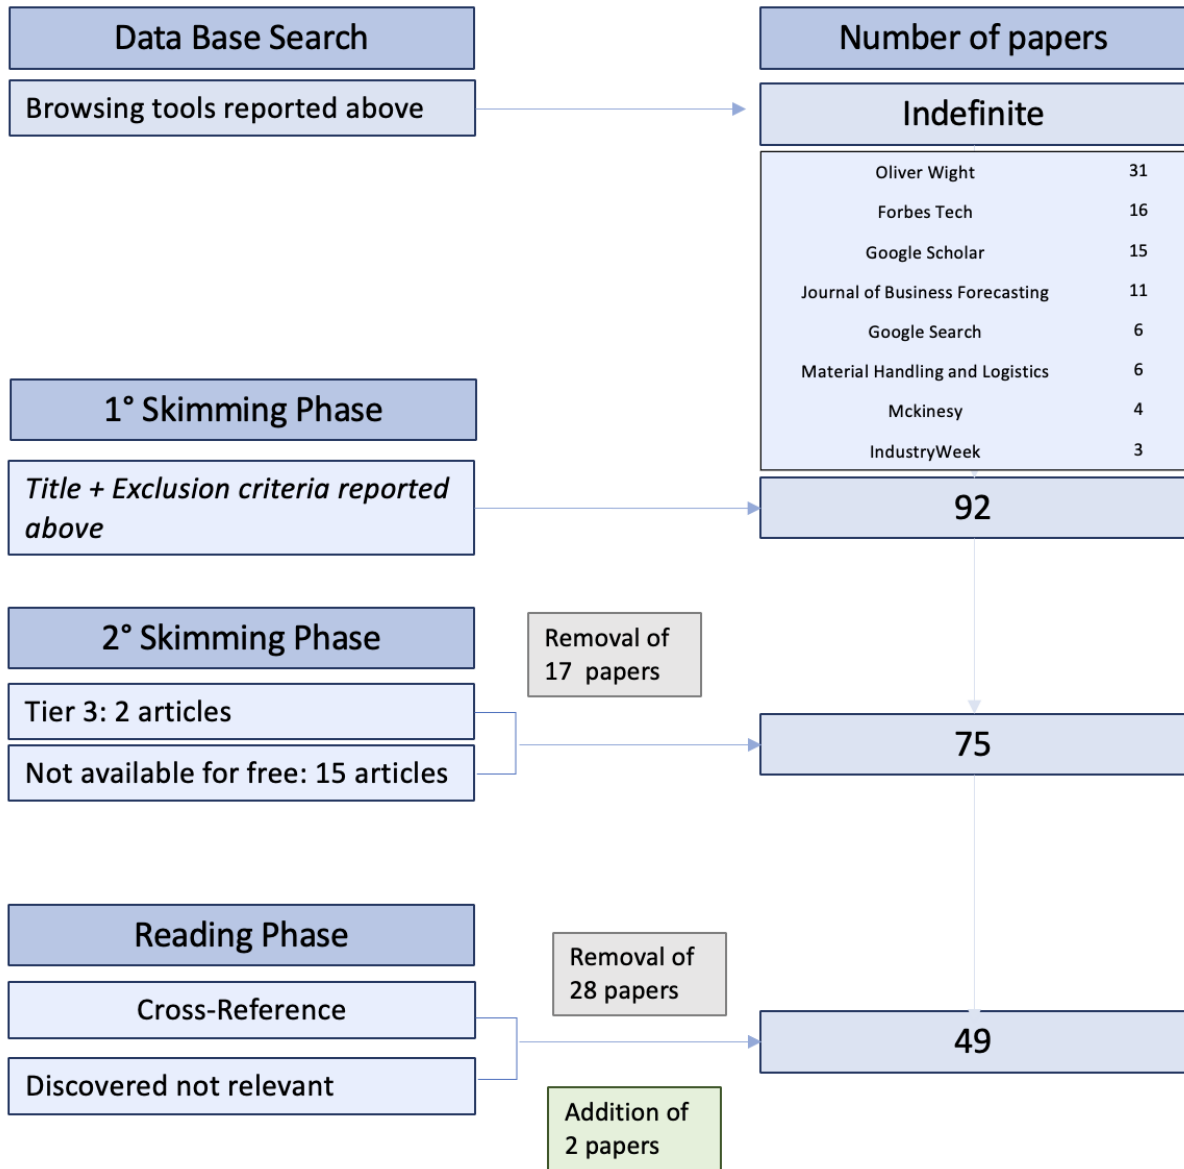 Data Base Search
Number of papers
Browsing tools reported above
Indefinite
Oliver Wight 31
Forbes Tech 16
Google Scholar 15
Journal of Business Forecasting 11
Google Search 6
Material Handling and Logistics 6
Mckinesy 4
IndustryWeek 3
1° Skimming Phase
Title + Exclusion criteria reported
above
92
2° Skimming Phase
Removal of
17 papers
Tier 3: 2 articles
Not available for free: 15 articles
75
Reading Phase
Removal of
28 papers
Cross-Reference
Discovered not relevant
49
Addition of
2 papers